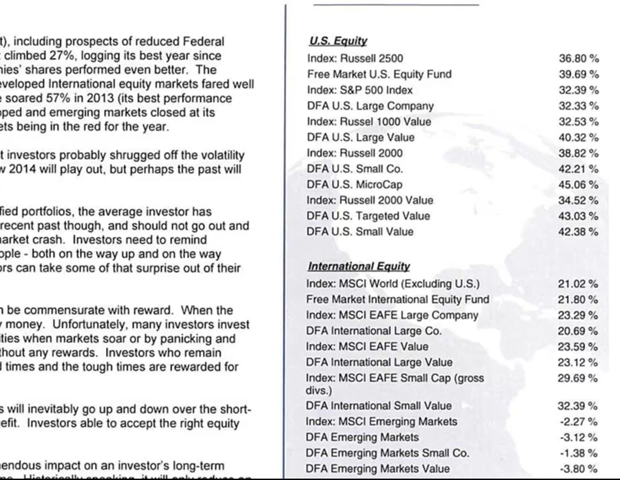 t), including prospects of reduced Federal
climbed 27%, logging its best year since
nies' shares performed even better. The
eveloped International equity markets fared well
soared 57% in 2013 (its best performance
ped and emerging markets closed at its
ets being in the red for the year.
t investors probably shrugged off the volatility
w 2014 will play out, but perhaps the past will
fied portfolios, the average investor has
recent past though, and should not go out and
arket crash. Investors need to remind
ople - both on the way up and on the way
ors can take some of that surprise out of their
n be commensurate with reward. When the
y money. Unfortunately, many investors invest
ities when markets soar or by panicking and
thout any rewards. Investors who remain
d times and the tough times are rewarded for
s will inevitably go up and down over the short-
efit. Investors able to accept the right equity
endous impact on an investor's long-term
U.S. Equity
Index: Russell 2500 36.80 %
Free Market U.S. Equity Fund 39.69 %
Index: S&P 500 Index 32.39 %
DFA U.S. Large Company 32.33 %
Index: Russel 1000 Value 32.53 %
DFA U.S. Large Value 40.32 %
Index: Russell 2000 38.82 %
DFA U.S. Small Co. 42.21 %
DFA U.S. MicroCap 45.06 %
Index: Russell 2000 Value 34.52 %
DFA U.S. Targeted Value 43.03 %
DFA U.S. Small Value 42.38 %
International Equity
Index: MSCI World (Excluding U.S.) 21.02 %
Free Market International Equity Fund 21.80 %
Index: MSCI EAFE Large Company 23.29 %
DFA International Large Co. 20.69 %
Index: MSCI EAFE Value 23.59 %
DFA International Large Value 23.12 %
Index: MSCI EAFE Small Cap (gross 29.69 %
divs.)
DFA International Small Value 32.39 %
Index: MSCI Emerging Markets -2.27 %
DFA Emerging Markets -3.12 %
DFA Emerging Markets Small Co. -1.38 %
DFA Emerging Markets Value -3.80 %